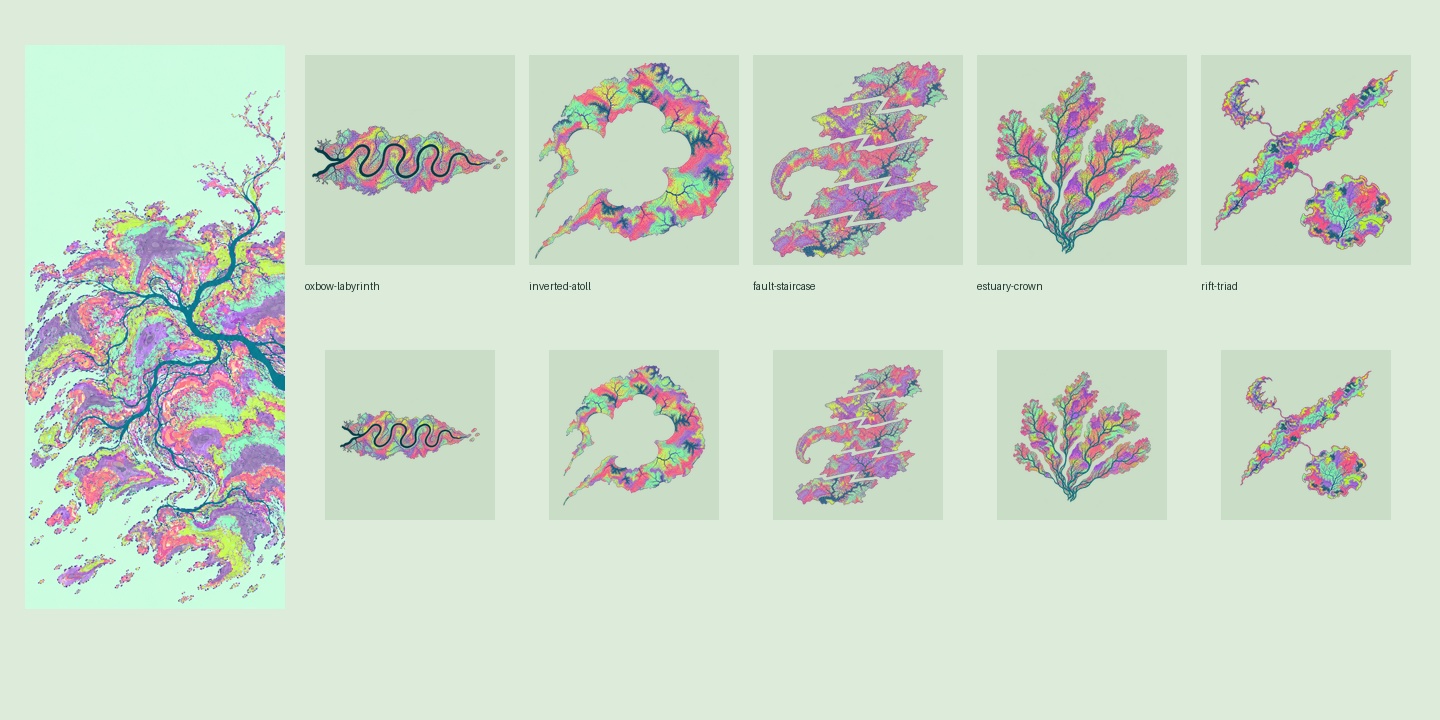 oxbow-labyrinth
inverted-atoll
fault-staircase
estuary-crown
rift-triad